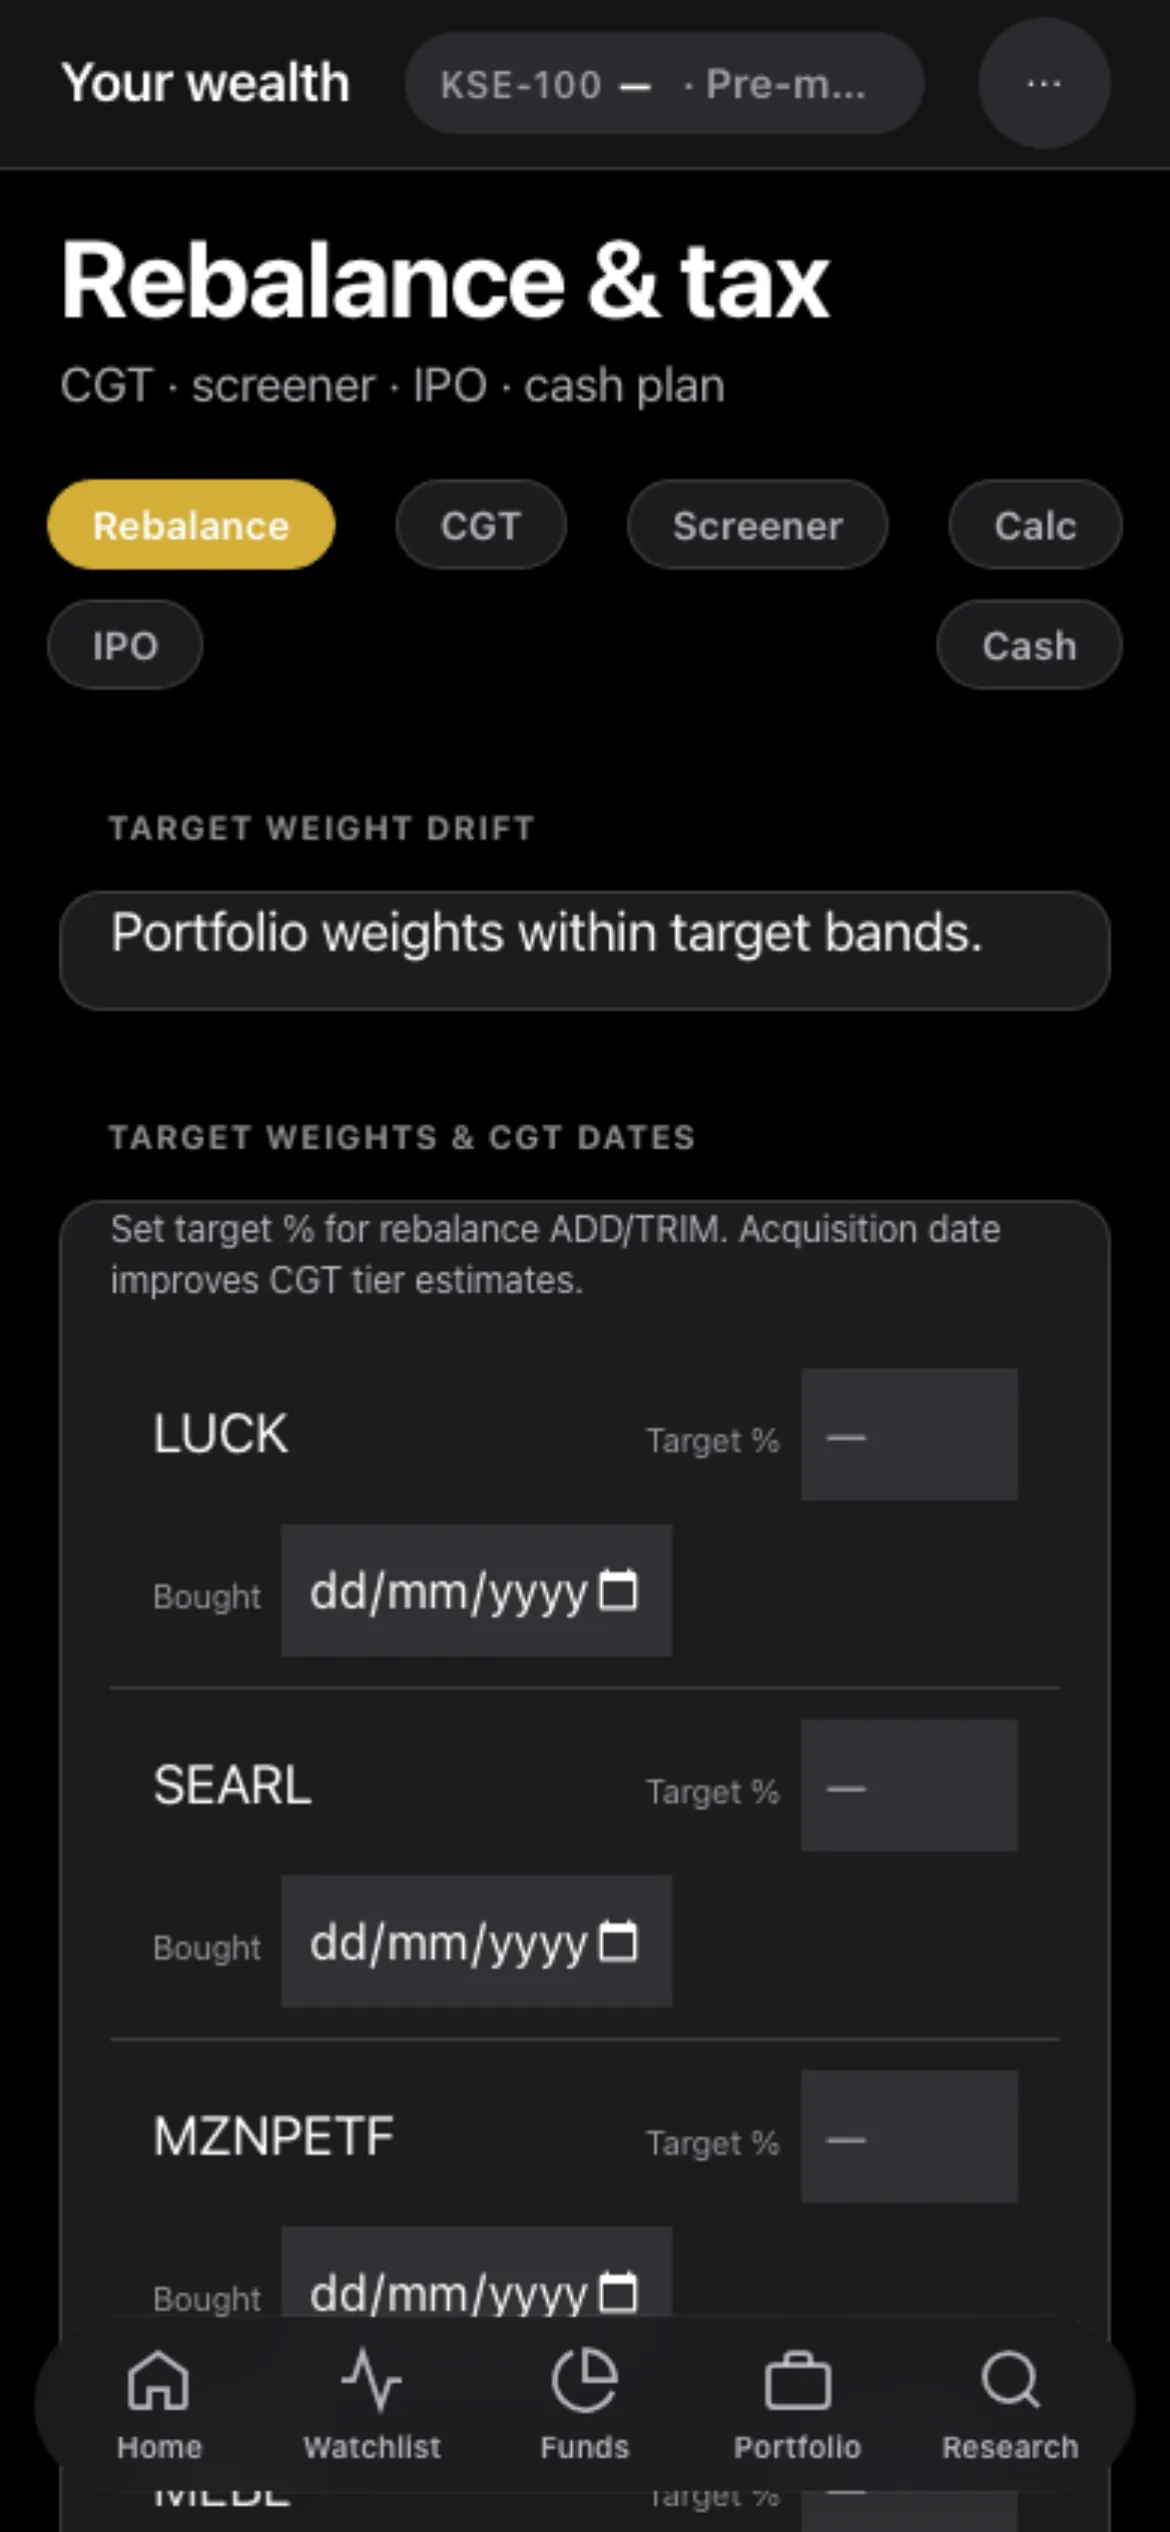 Your wealth KSE-100 — · Pre-m... ...
Rebalance & tax
CGT · screener · IPO · cash plan
Rebalance CGT Screener Calc
IPO Cash
TARGET WEIGHT DRIFT
Portfolio weights within target bands.
TARGET WEIGHTS & CGT DATES
Set target % for rebalance ADD/TRIM. Acquisition date
improves CGT tier estimates.
LUCK Target % —
Bought dd/mm/yyyy
SEARL Target % —
Bought dd/mm/yyyy
MZNPETF Target % —
Bought dd/mm/yyyy
Home Watchlist Funds Portfolio Research
Target % —